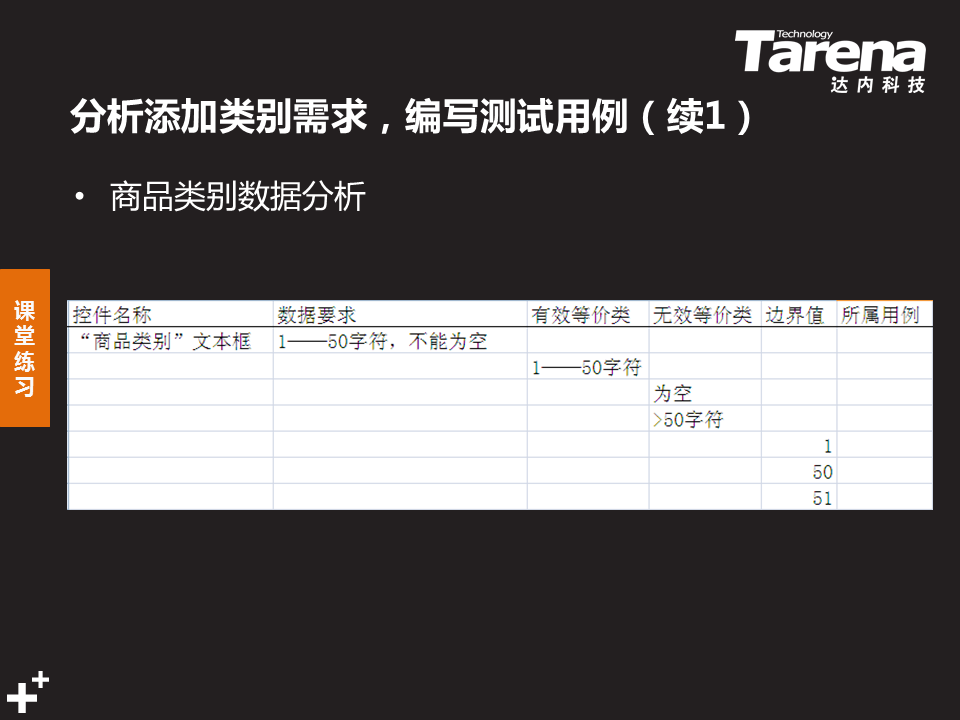 Technology
Tarena
达内科技
分析添加类别需求，编写测试用例（续1）
• 商品类别数据分析
课堂练习
控件名称 数据要求 有效等价类 无效等价类 边界值 所属用例
“商品类别”文本框 1——50字符，不能为空
1——50字符
为空
>50字符
1
50
51